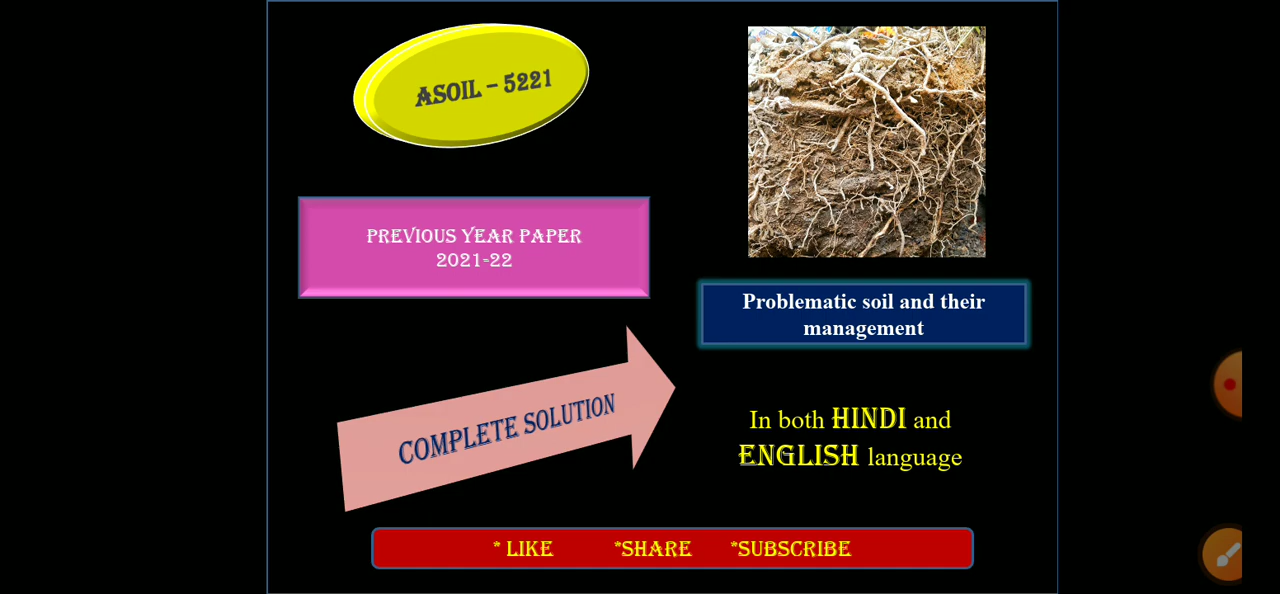 ASOIL - 5221
PREVIOUS YEAR PAPER
2021-22
Problematic soil and their
management
COMPLETE SOLUTION
In both HINDI and
ENGLISH language
* LIKE *SHARE *SUBSCRIBE